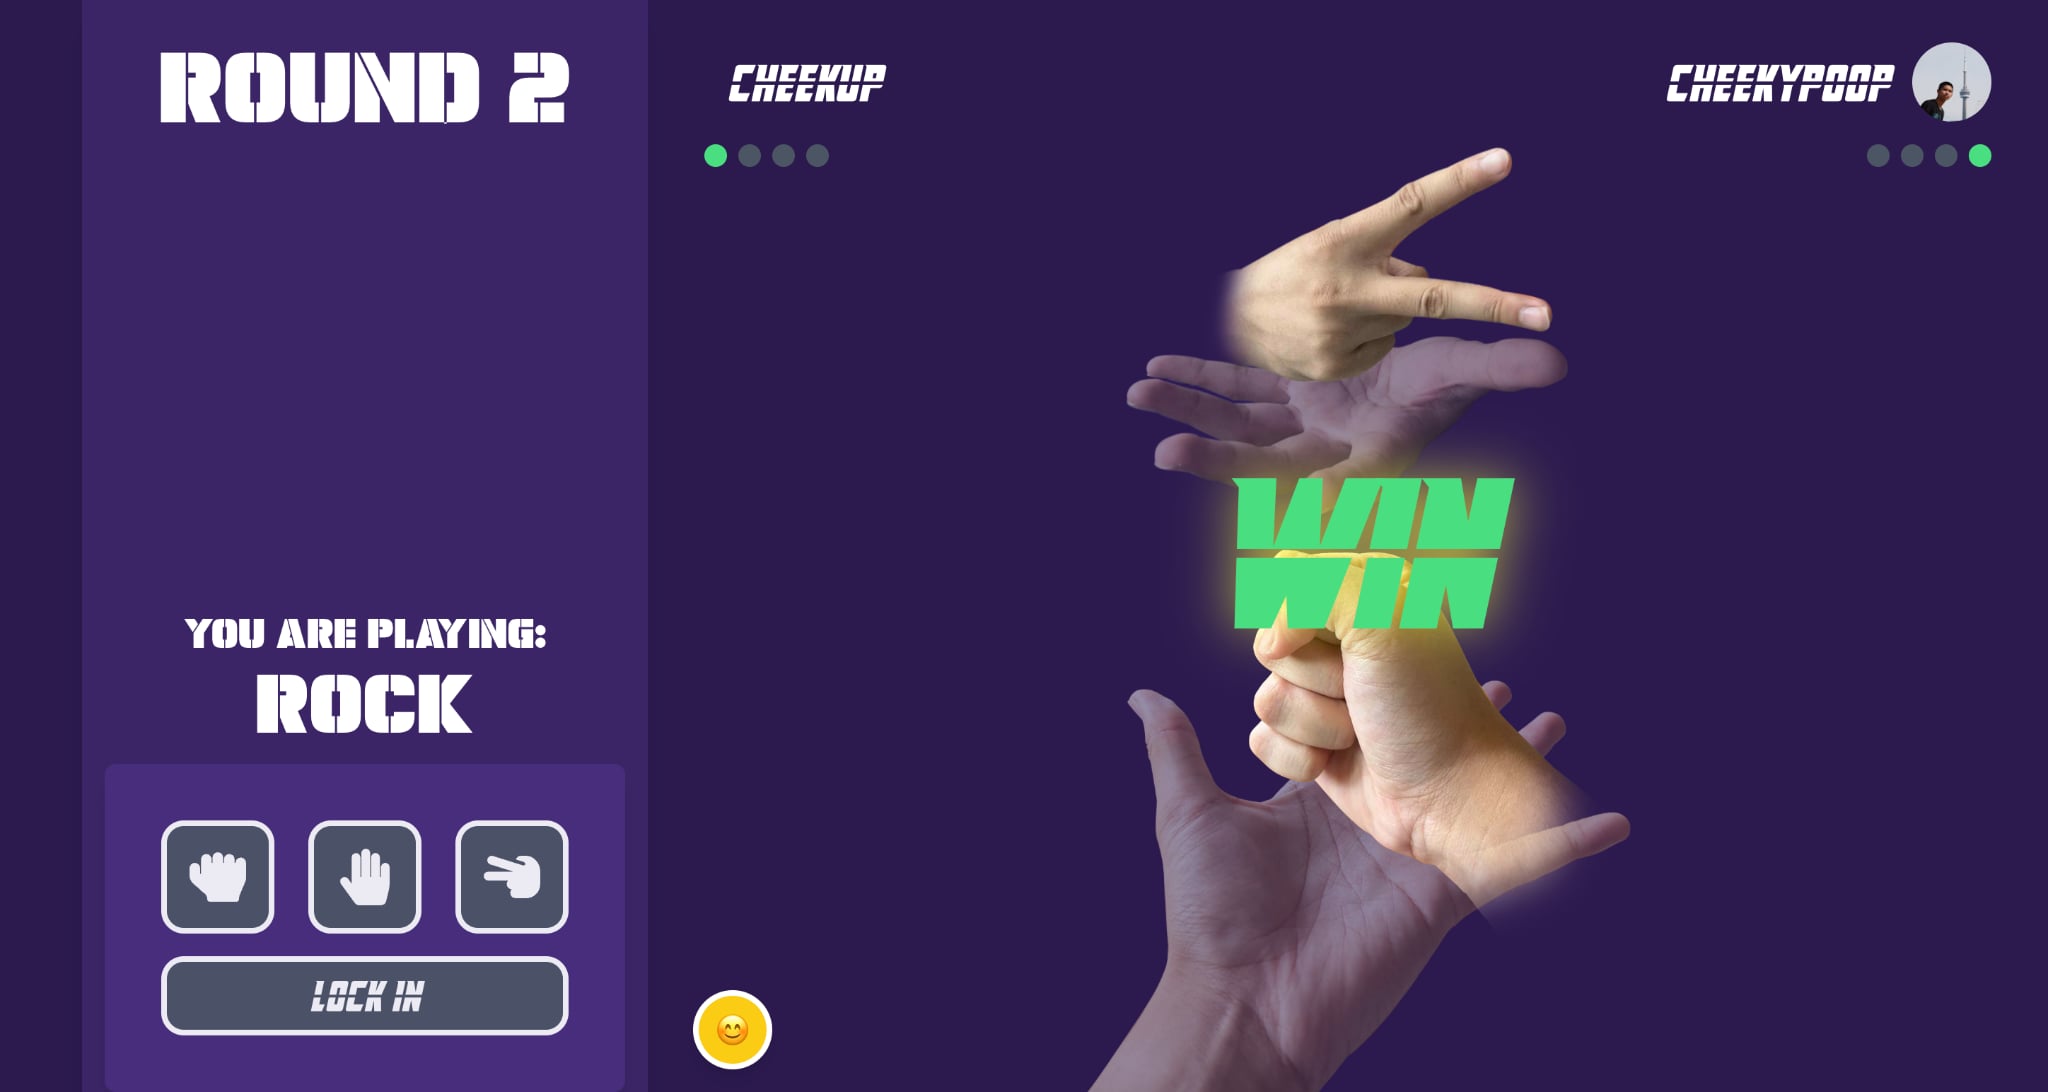 ROUND 2
YOU ARE PLAYING:
ROCK
LOCK IN
CHEEKUP
CHEEKYPOOP
WIN
WIN